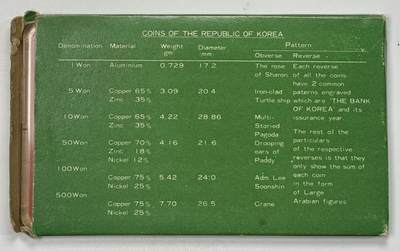 COINS OF THE REPUBLIC OF KOREA
Denomination Material Weight gm. Diameter (mm) Pattern
Obverse Reverse
1 Won Aluminium 0.729 17.2 The rose Each reverse
of Sharon of all the coins
have 2 common
5 Won Copper 65% 3.09 20.4 Iron-clad paterns engraved
Zinc 35% Turtle ship which are 'THE BANK
OF KOREA' and its
10 Won Copper 65% 4.22 28.86 Multi- issurance year
Zinc 35% Storied
Pagoda The rest of the
50 Won Copper 70% 4.16 21.6 Drooping particulars
Zinc 18% ears of of the respective
Nickel 12% Paddy reverses is that they
100 Won only show the sum of
Copper 75% 5.42 24.0 Adm. Lee each coin
Nickel 25% Soonshin in the form
500 Won of Large
Copper 75% 7.70 26.5 Crane Arabian figures
Nickel 25%